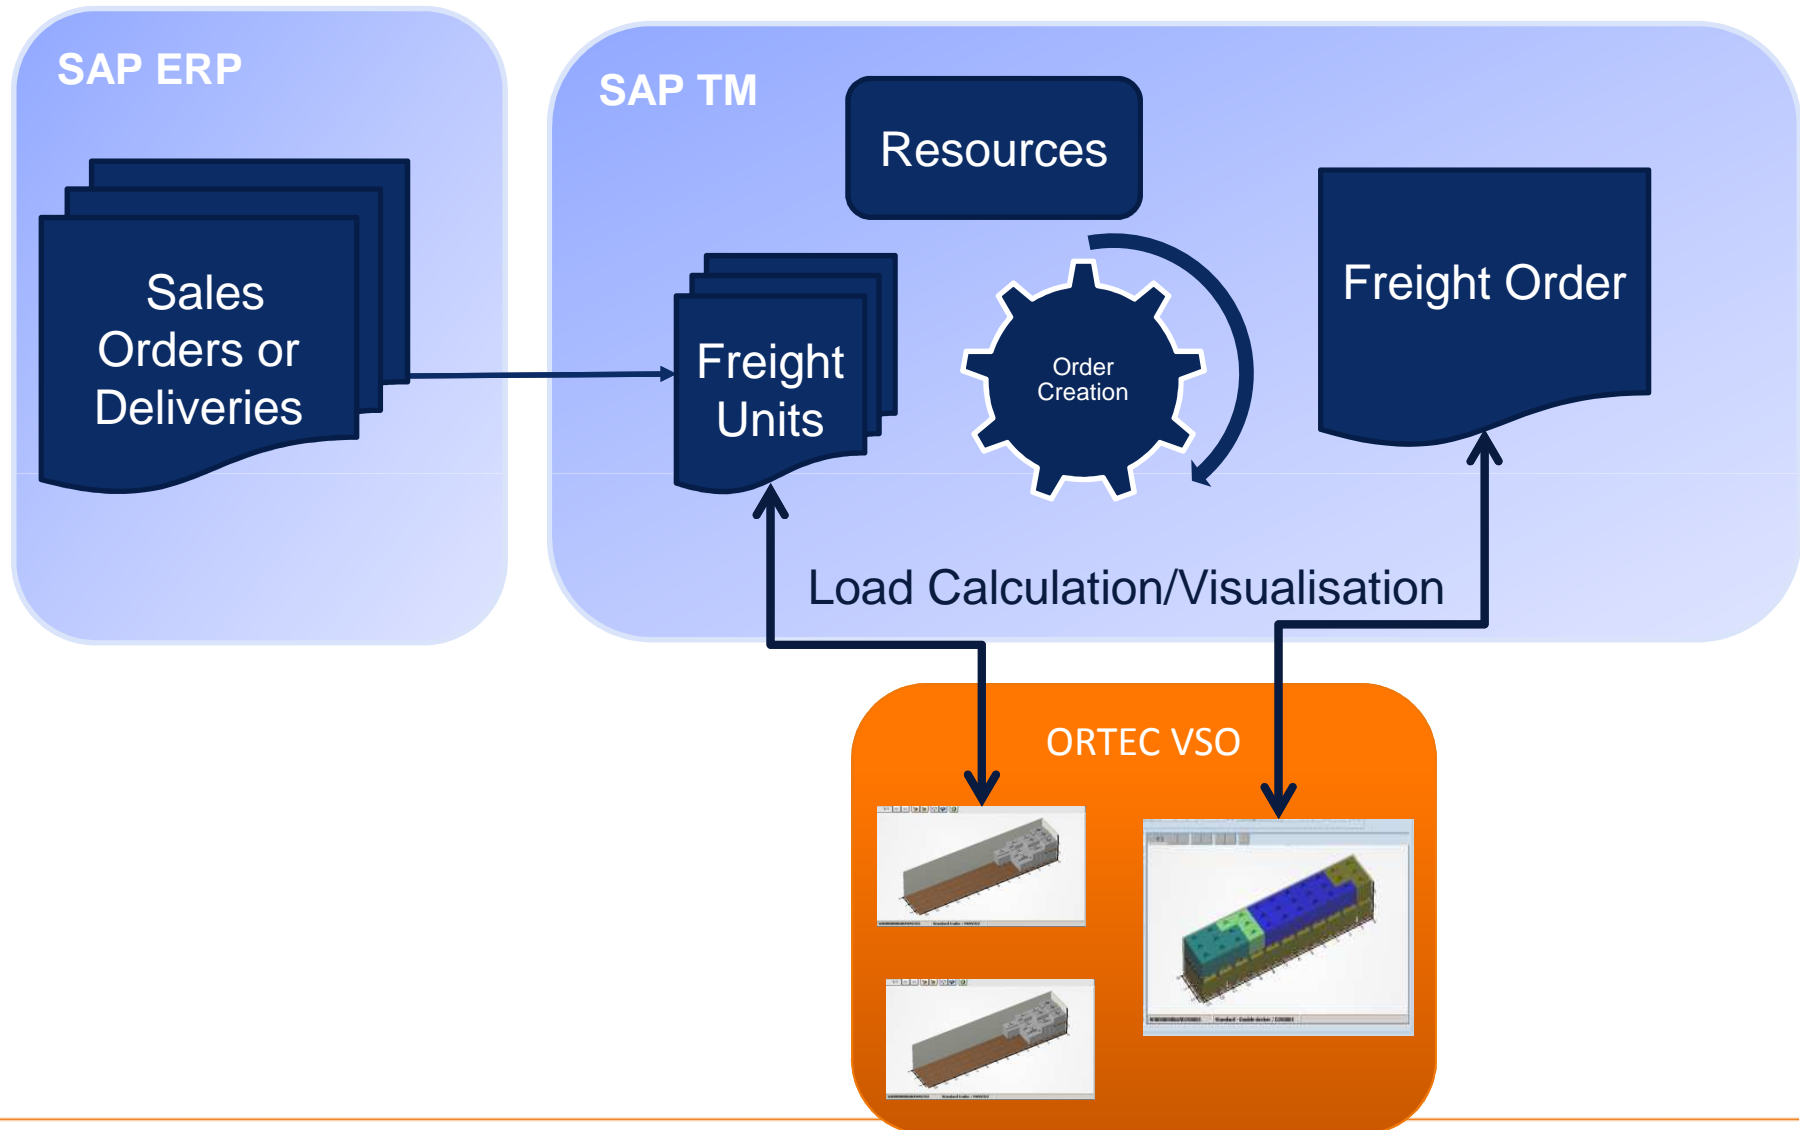 SAP ERP
SAP TM
Resources
Sales
Orders or
Deliveries
Freight
Units
Order
Creation
Freight Order
Load Calculation/Visualisation
ORTEC VSO